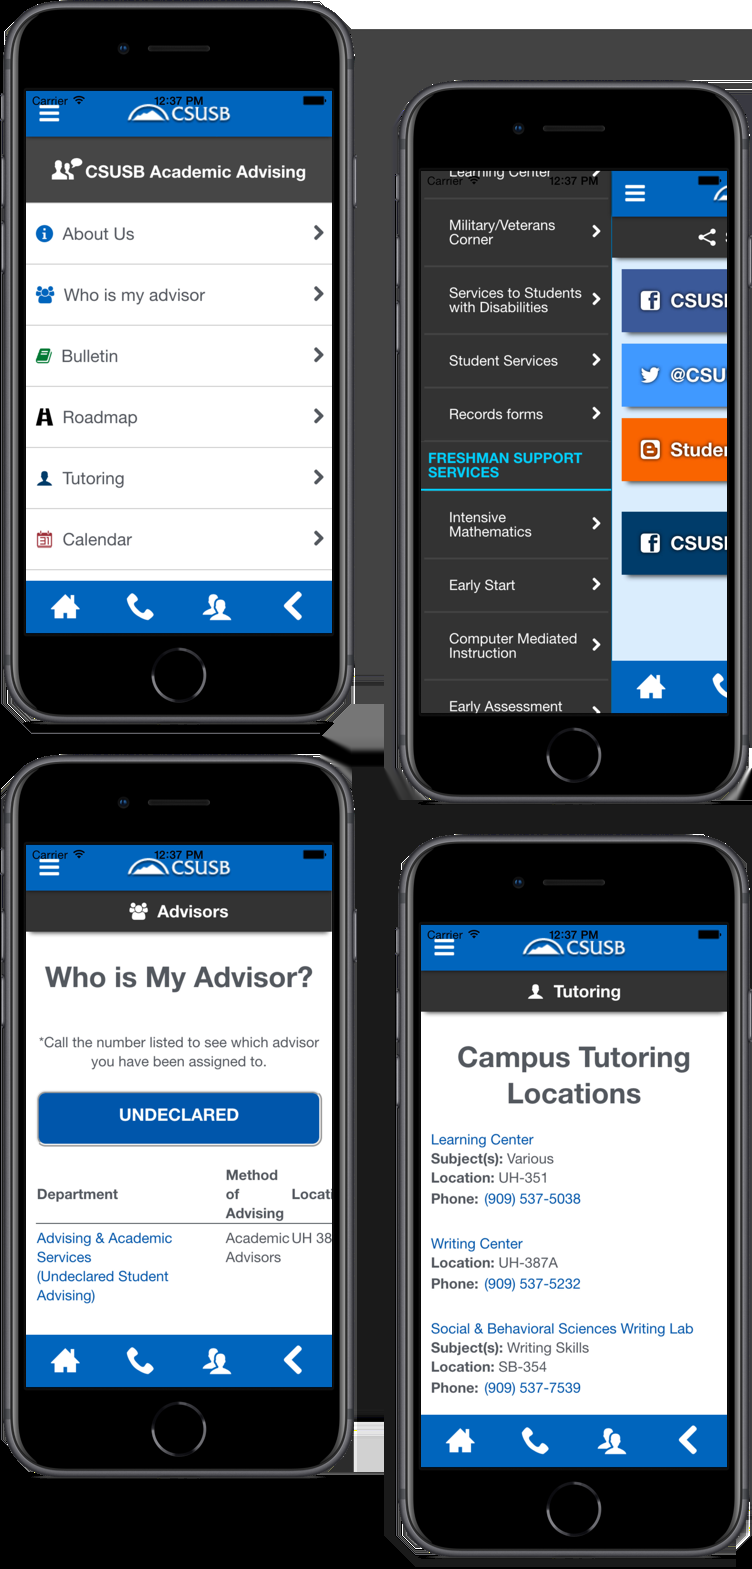 Carrier 12:37 PM
CSUSB
CSUSB Academic Advising
About Us
Who is my advisor
Bulletin
Roadmap
Tutoring
31
Calendar
Carrier 12:37 PM
Learning Center
Military/Veterans
Corner
Services to Students
with Disabilities
Student Services
Records forms
FRESHMAN SUPPORT
SERVICES
Intensive
Mathematics
Early Start
Computer Mediated
Instruction
Early Assessment
S
CSUS
@CSU
Studen
CSUS
Carrier 12:37 PM
CSUSB
Advisors
Who is My Advisor?
*Call the number listed to see which advisor
you have been assigned to.
UNDECLARED
Department Method of Advising Locati
Advising & Academic Services (Undeclared Student Advising) Academic Advisors UH 38
Carrier 12:37 PM
CSUSB
Tutoring
Campus Tutoring
Locations
Learning Center
Subject(s): Various
Location: UH-351
Phone: (909) 537-5038
Writing Center
Location: UH-387A
Phone: (909) 537-5232
Social & Behavioral Sciences Writing Lab
Subject(s): Writing Skills
Location: SB-354
Phone: (909) 537-7539